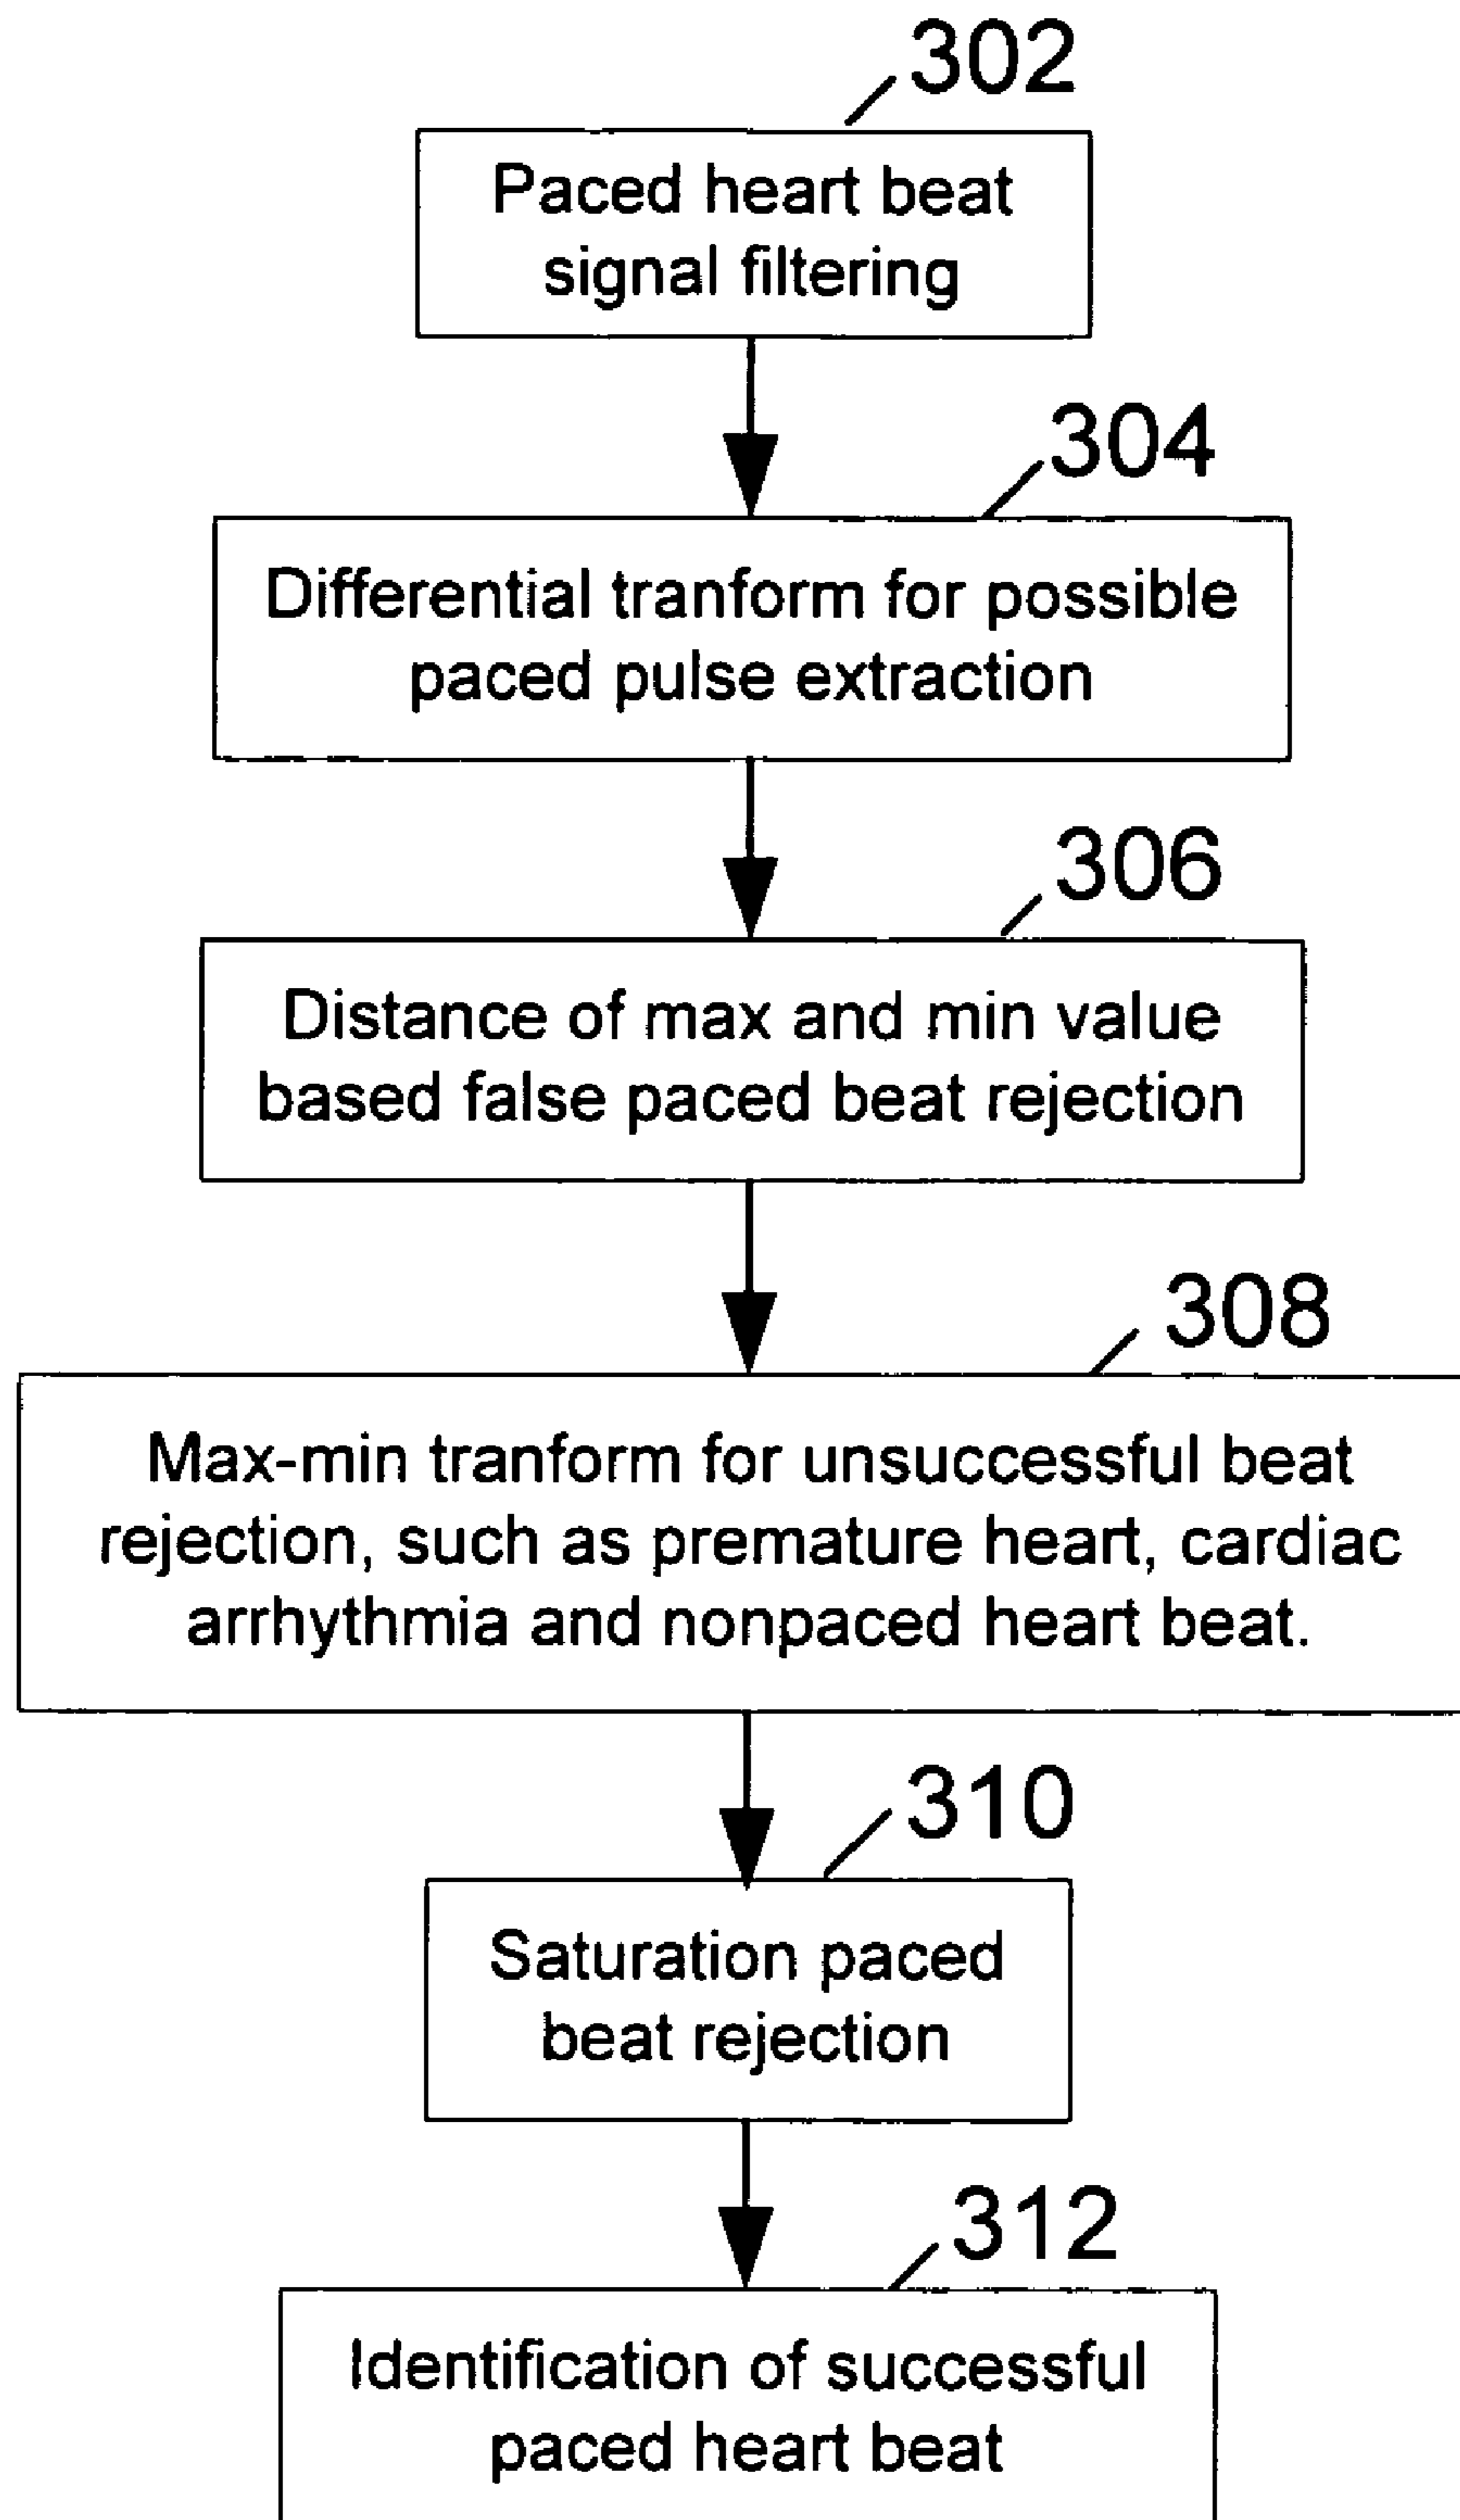 302
Paced heart beat
signal filtering
304
Differential tranform for possible
paced pulse extraction
306
Distance of max and min value
based false paced beat rejection
308
Max-min tranform for unsuccessful beat
rejection, such as premature heart, cardiac
arrhythmia and nonpaced heart beat.
310
Saturation paced
beat rejection
312
Identification of successful
paced heart beat